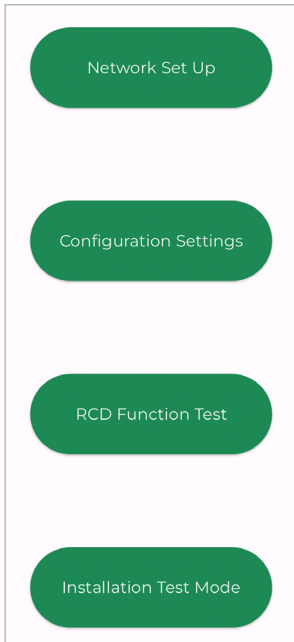 Network Set Up
Configuration Settings
RCD Function Test
Installation Test Mode